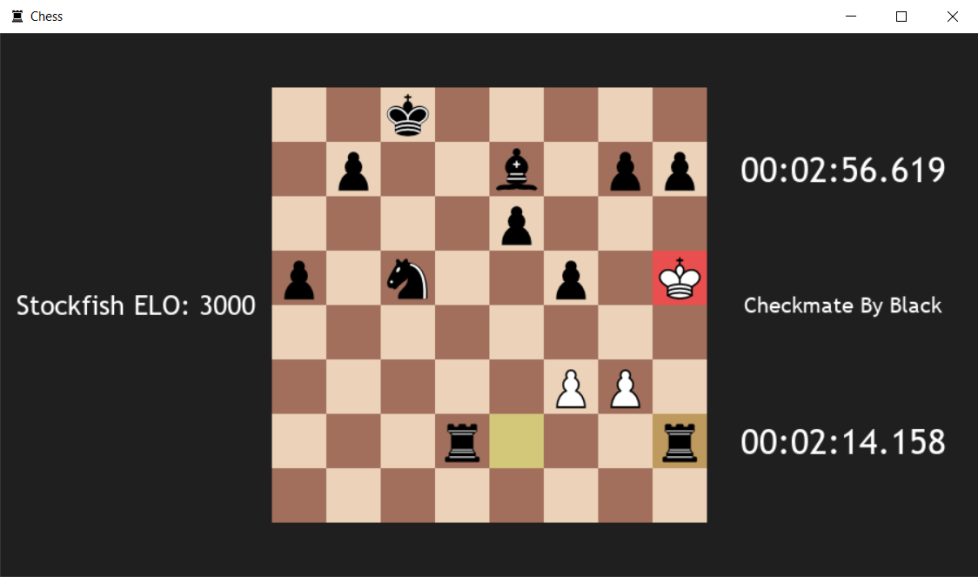 Chess
00:02:56.619
Stockfish ELO: 3000
Checkmate By Black
00:02:14.158